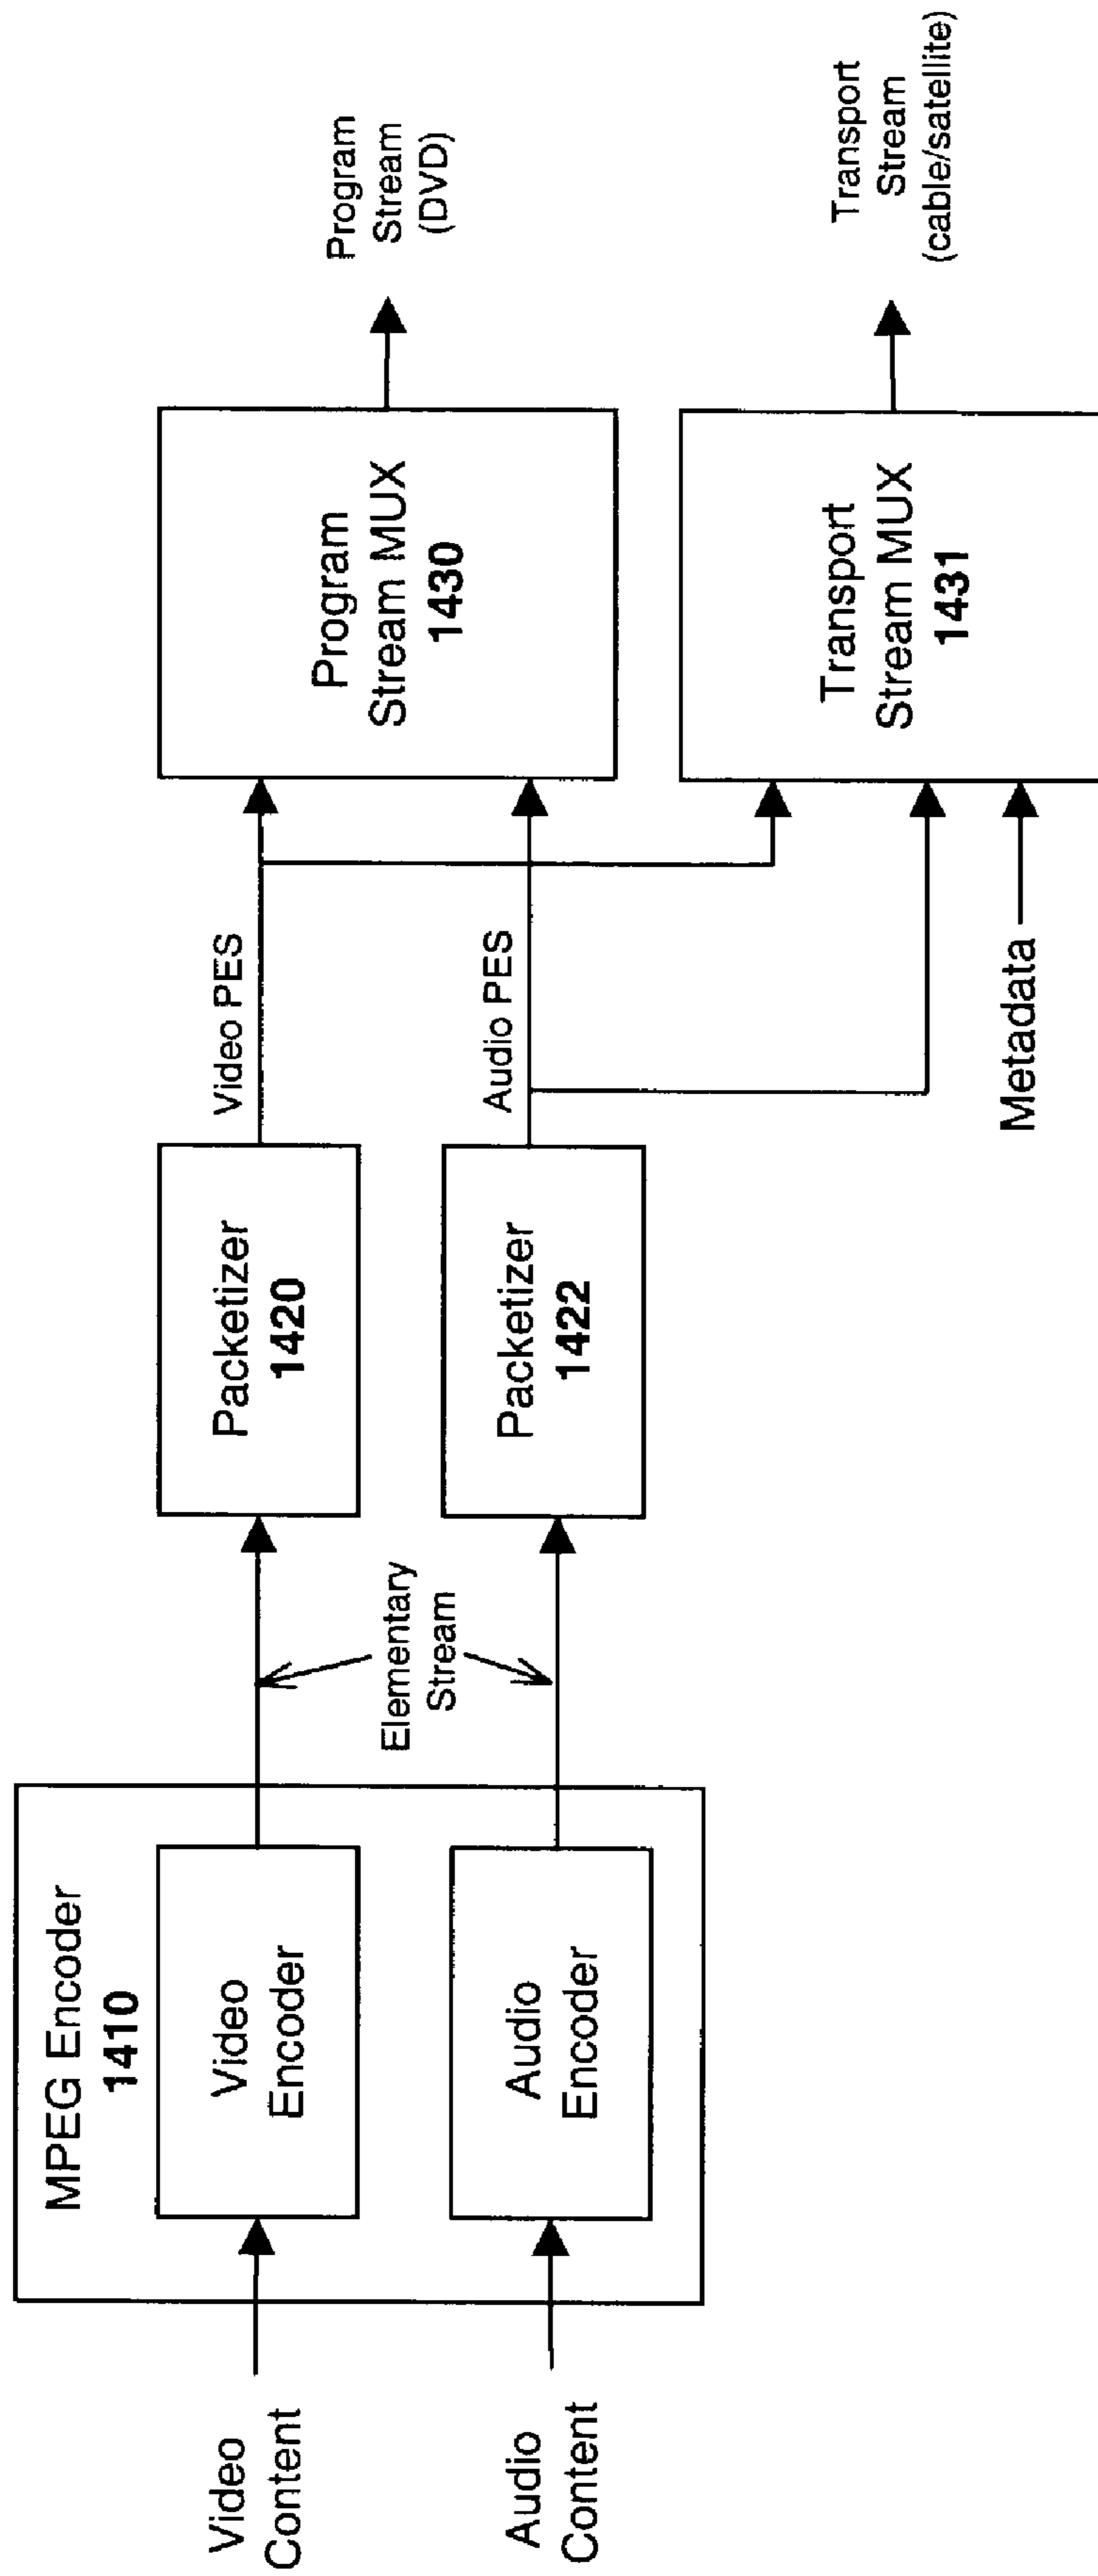 Video
Content
Audio
Content
MPEG Encoder
1410
Video
Encoder
Audio
Encoder
Elementary
Stream
Packetizer
1420
Packetizer
1422
Video PES
Audio PES
Metadata
Program
Stream MUX
1430
Transport
Stream MUX
1431
Program
Stream
(DVD)
Transport
Stream
(cable/satellite)